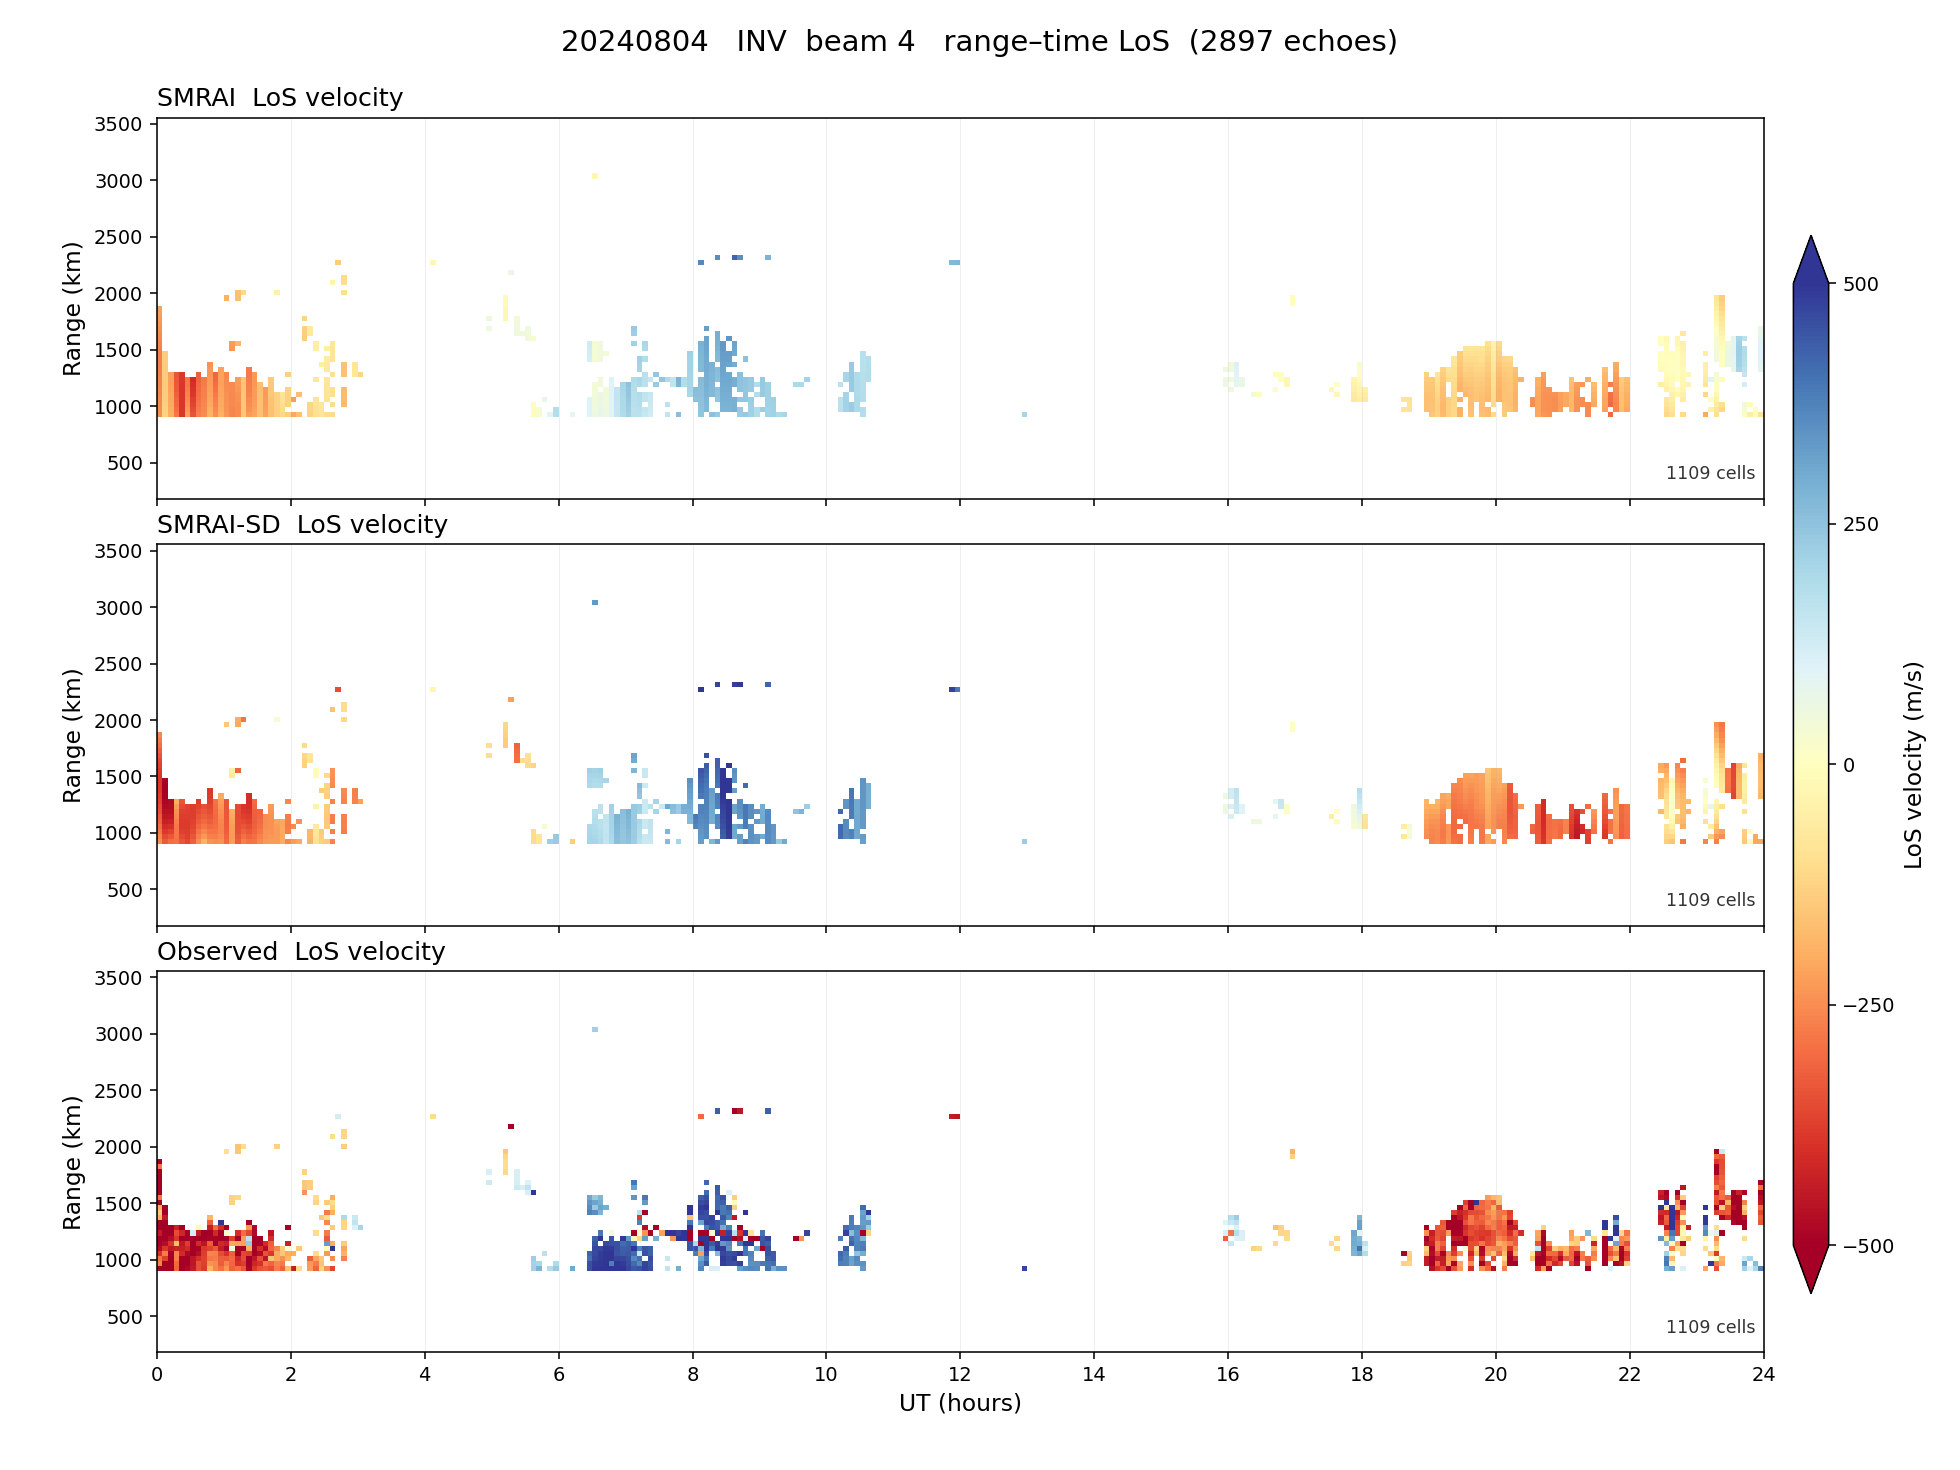 20240804   INV  beam 4   range–time LoS  (2897 echoes)
SMRAI  LoS velocity
3500
3000
2500
2000
1500
1000
500
Range (km)
1109 cells
SMRAI-SD  LoS velocity
3500
3000
2500
2000
1500
1000
500
Range (km)
1109 cells
Observed  LoS velocity
3500
3000
2500
2000
1500
1000
500
Range (km)
1109 cells
0 2 4 6 8 10 12 14 16 18 20 22 24
UT (hours)
500
250
0
−250
−500
LoS velocity (m/s)